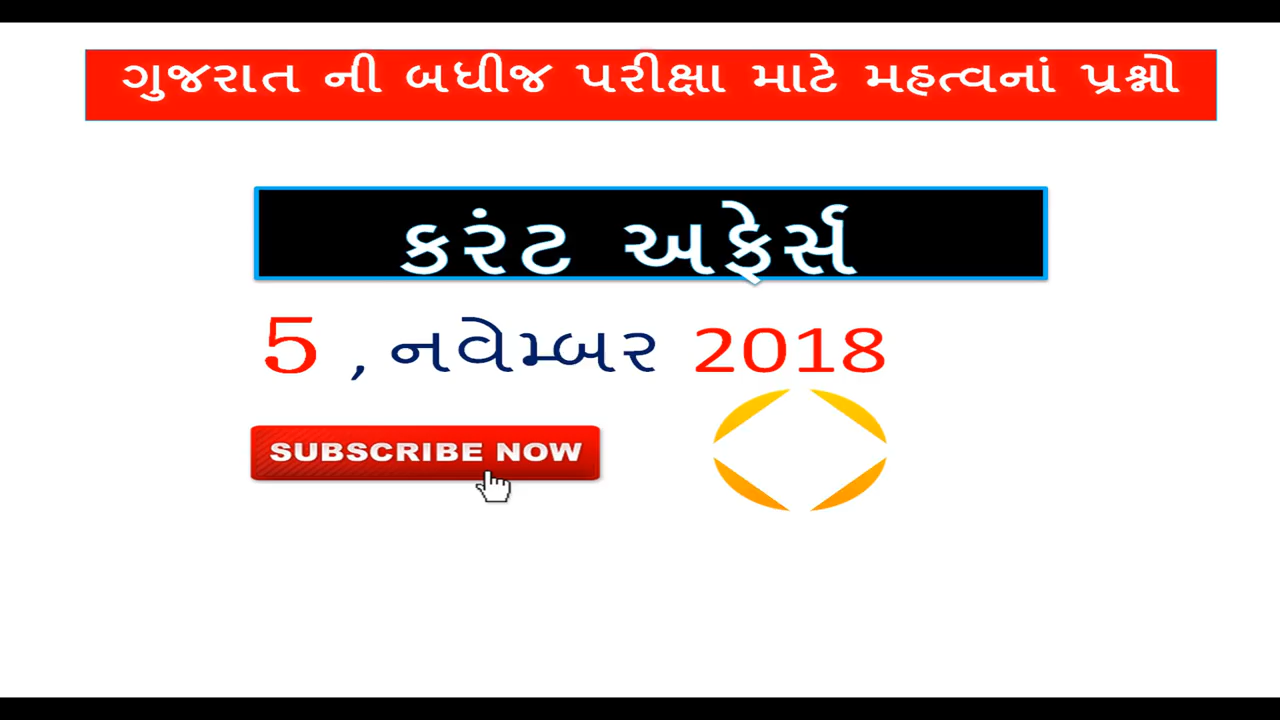 ગુજરાત ની બધીજ પરીક્ષા માટે મહત્વનાં પ્રશ્નો
કરંટ અફેર્સ
5 , નવેમ્બર 2018
SUBSCRIBE NOW